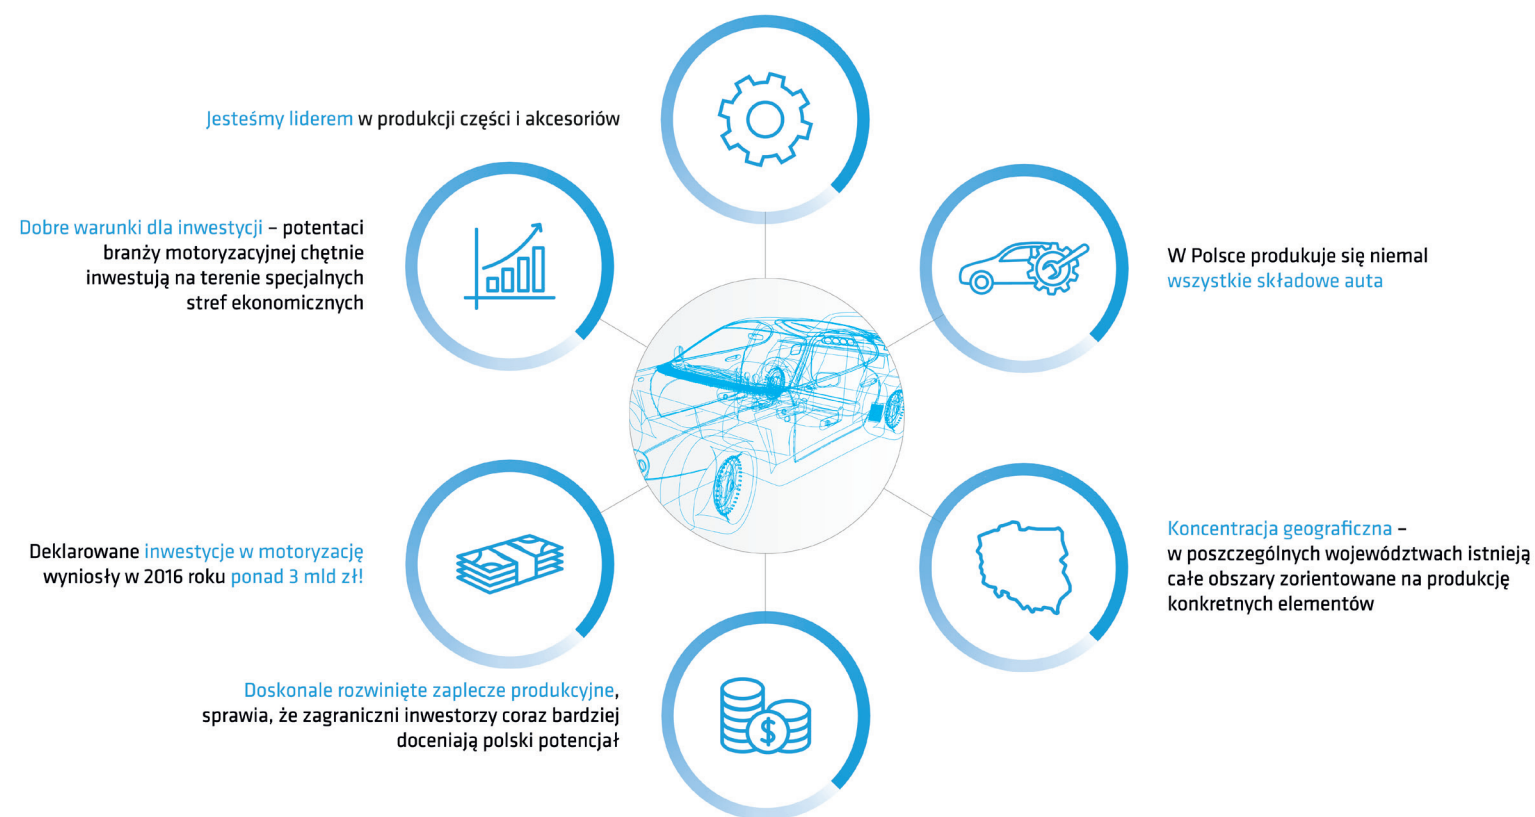 Jesteśmy liderem w produkcji części i akcesoriów
Dobre warunki dla inwestycji – potentaci
branży motoryzacyjnej chętnie
inwestują na terenie specjalnych
stref ekonomicznych
W Polsce produkuje się niemal
wszystkie składowe auta
Deklarowane inwestycje w motoryzację
wyniosły w 2016 roku ponad 3 mld zł!
Koncentracja geograficzna –
w poszczególnych województwach istnieją
całe obszary zorientowane na produkcję
konkretnych elementów
Doskonale rozwinięte zaplecze produkcyjne,
sprawia, że zagraniczni inwestorzy coraz bardziej
doceniają polski potencjał
$